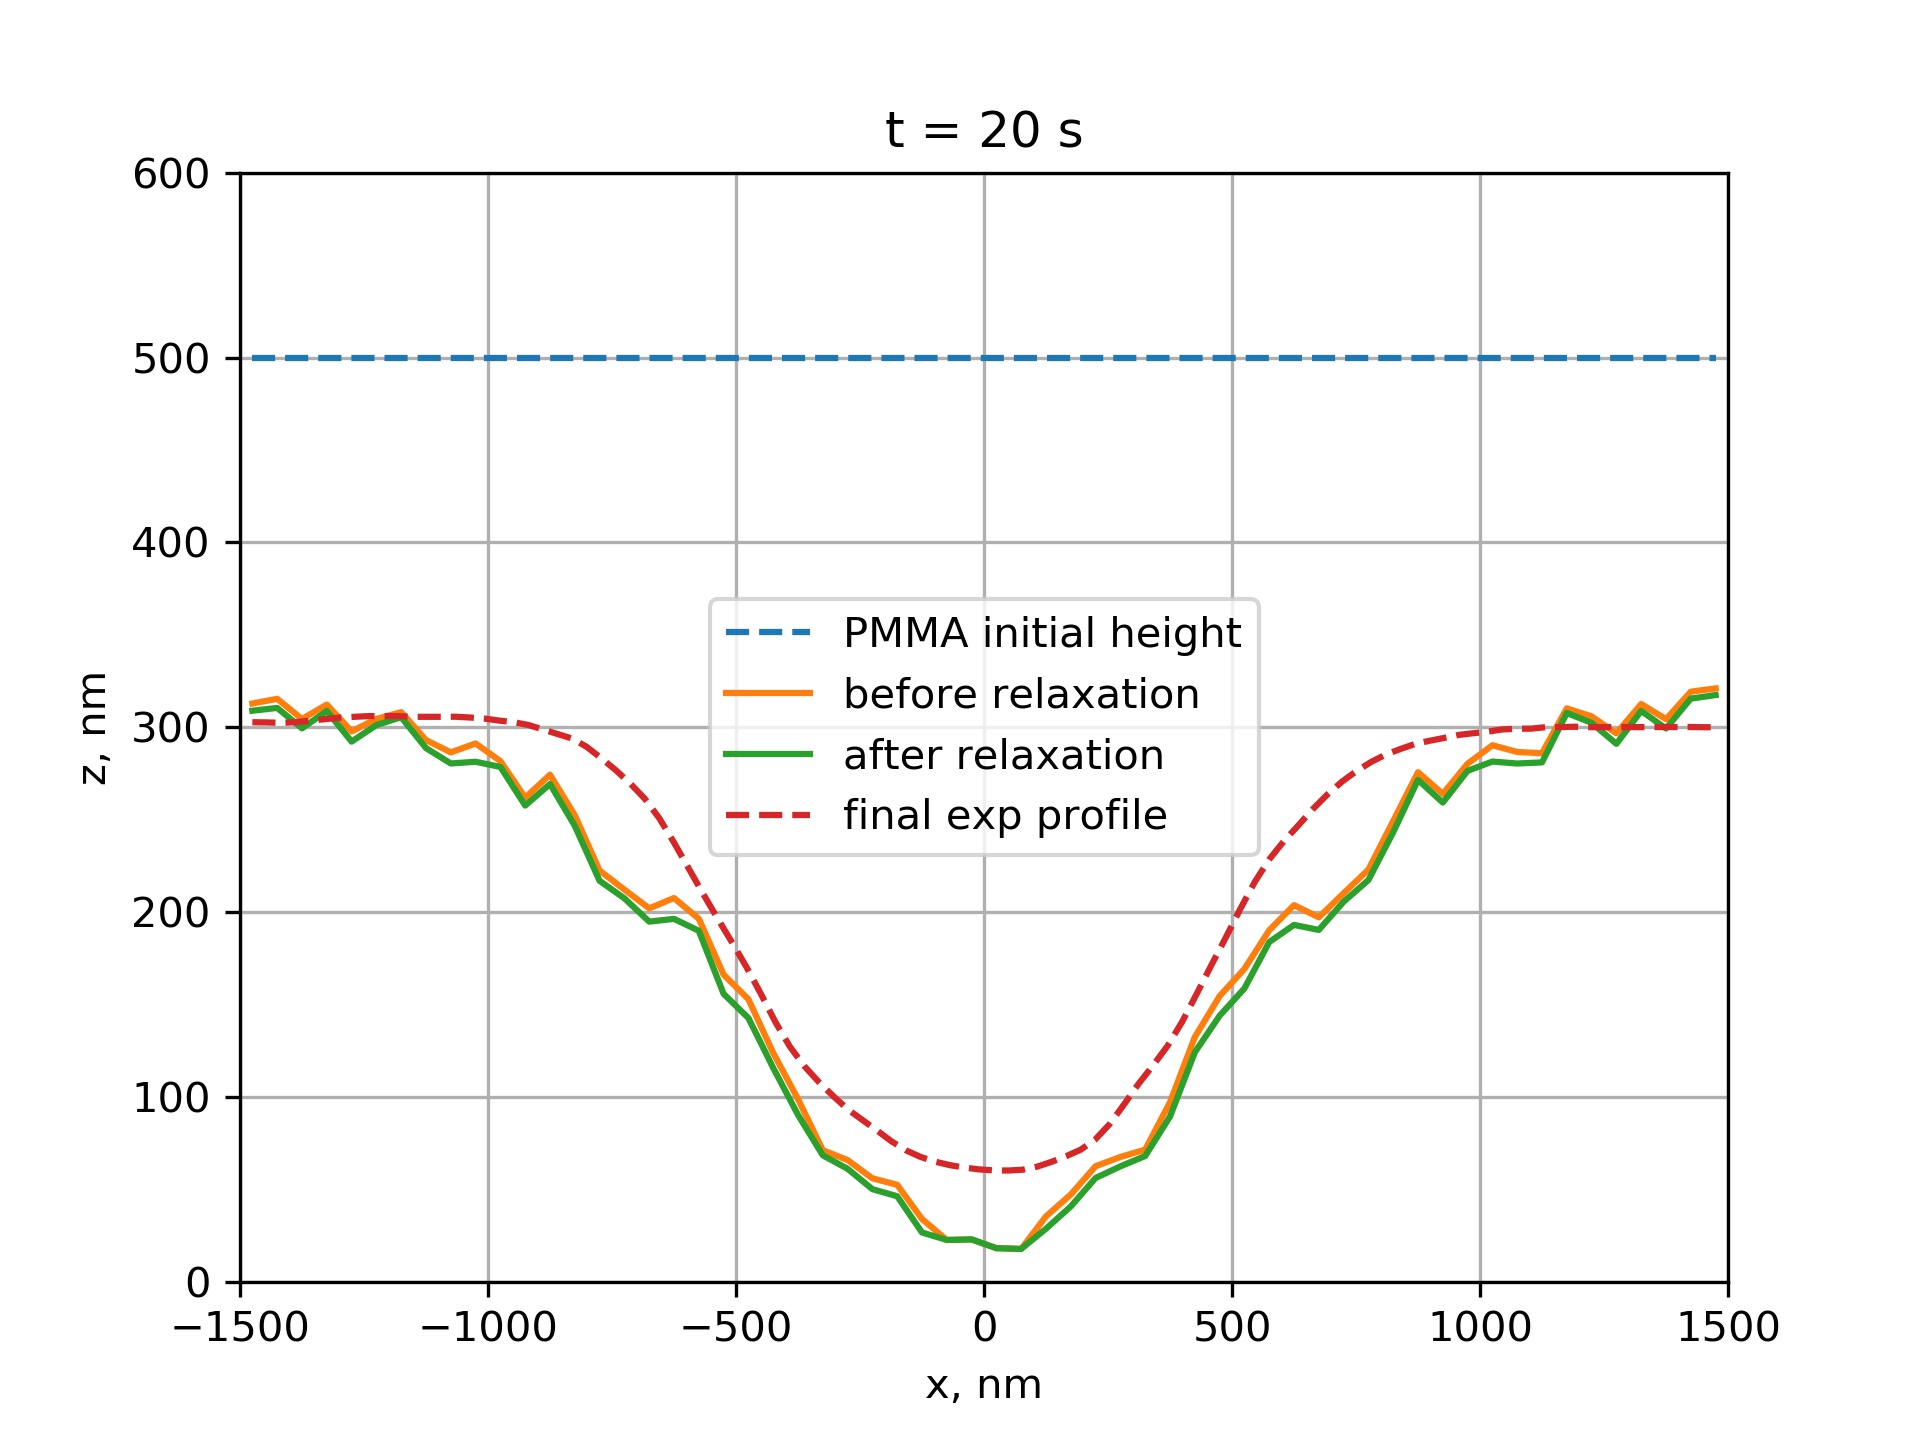 t = 20 s
600
500
400
300
200
100
0
z, nm
PMMA initial height
before relaxation
after relaxation
final exp profile
−1500 −1000 −500 0 500 1000 1500
x, nm